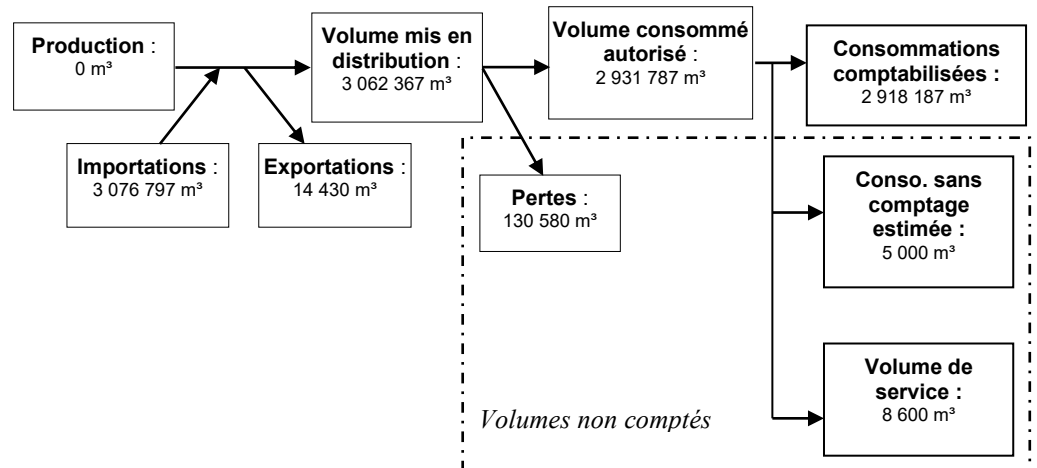 Production :
0 m³
Volume mis en
distribution :
3 062 367 m³
Volume consommé
autorisé :
2 931 787 m³
Consommations
comptabilisées :
2 918 187 m³
Importations :
3 076 797 m³
Exportations :
14 430 m³
Pertes :
130 580 m³
Conso. sans
comptage
estimée :
5 000 m³
Volume de
service :
8 600 m³
Volumes non comptés